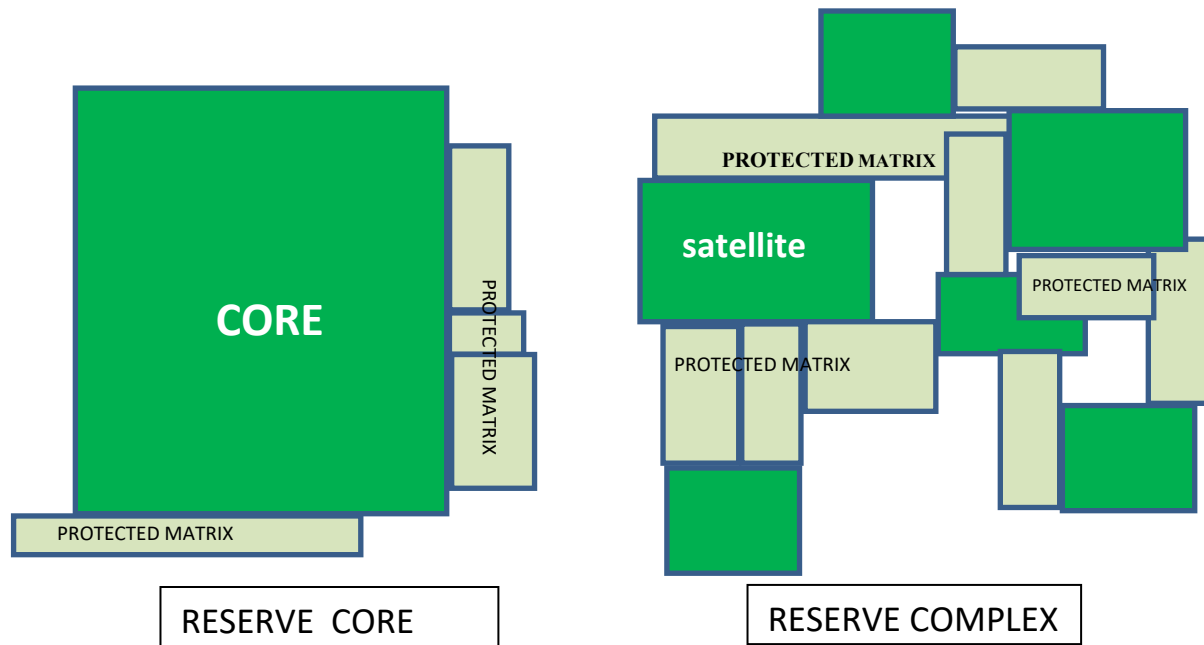 CORE
PROTECTED MATRIX
PROTECTED MATRIX
RESERVE CORE
PROTECTED MATRIX
satellite
PROTECTED MATRIX
PROTECTED MATRIX
RESERVE COMPLEX